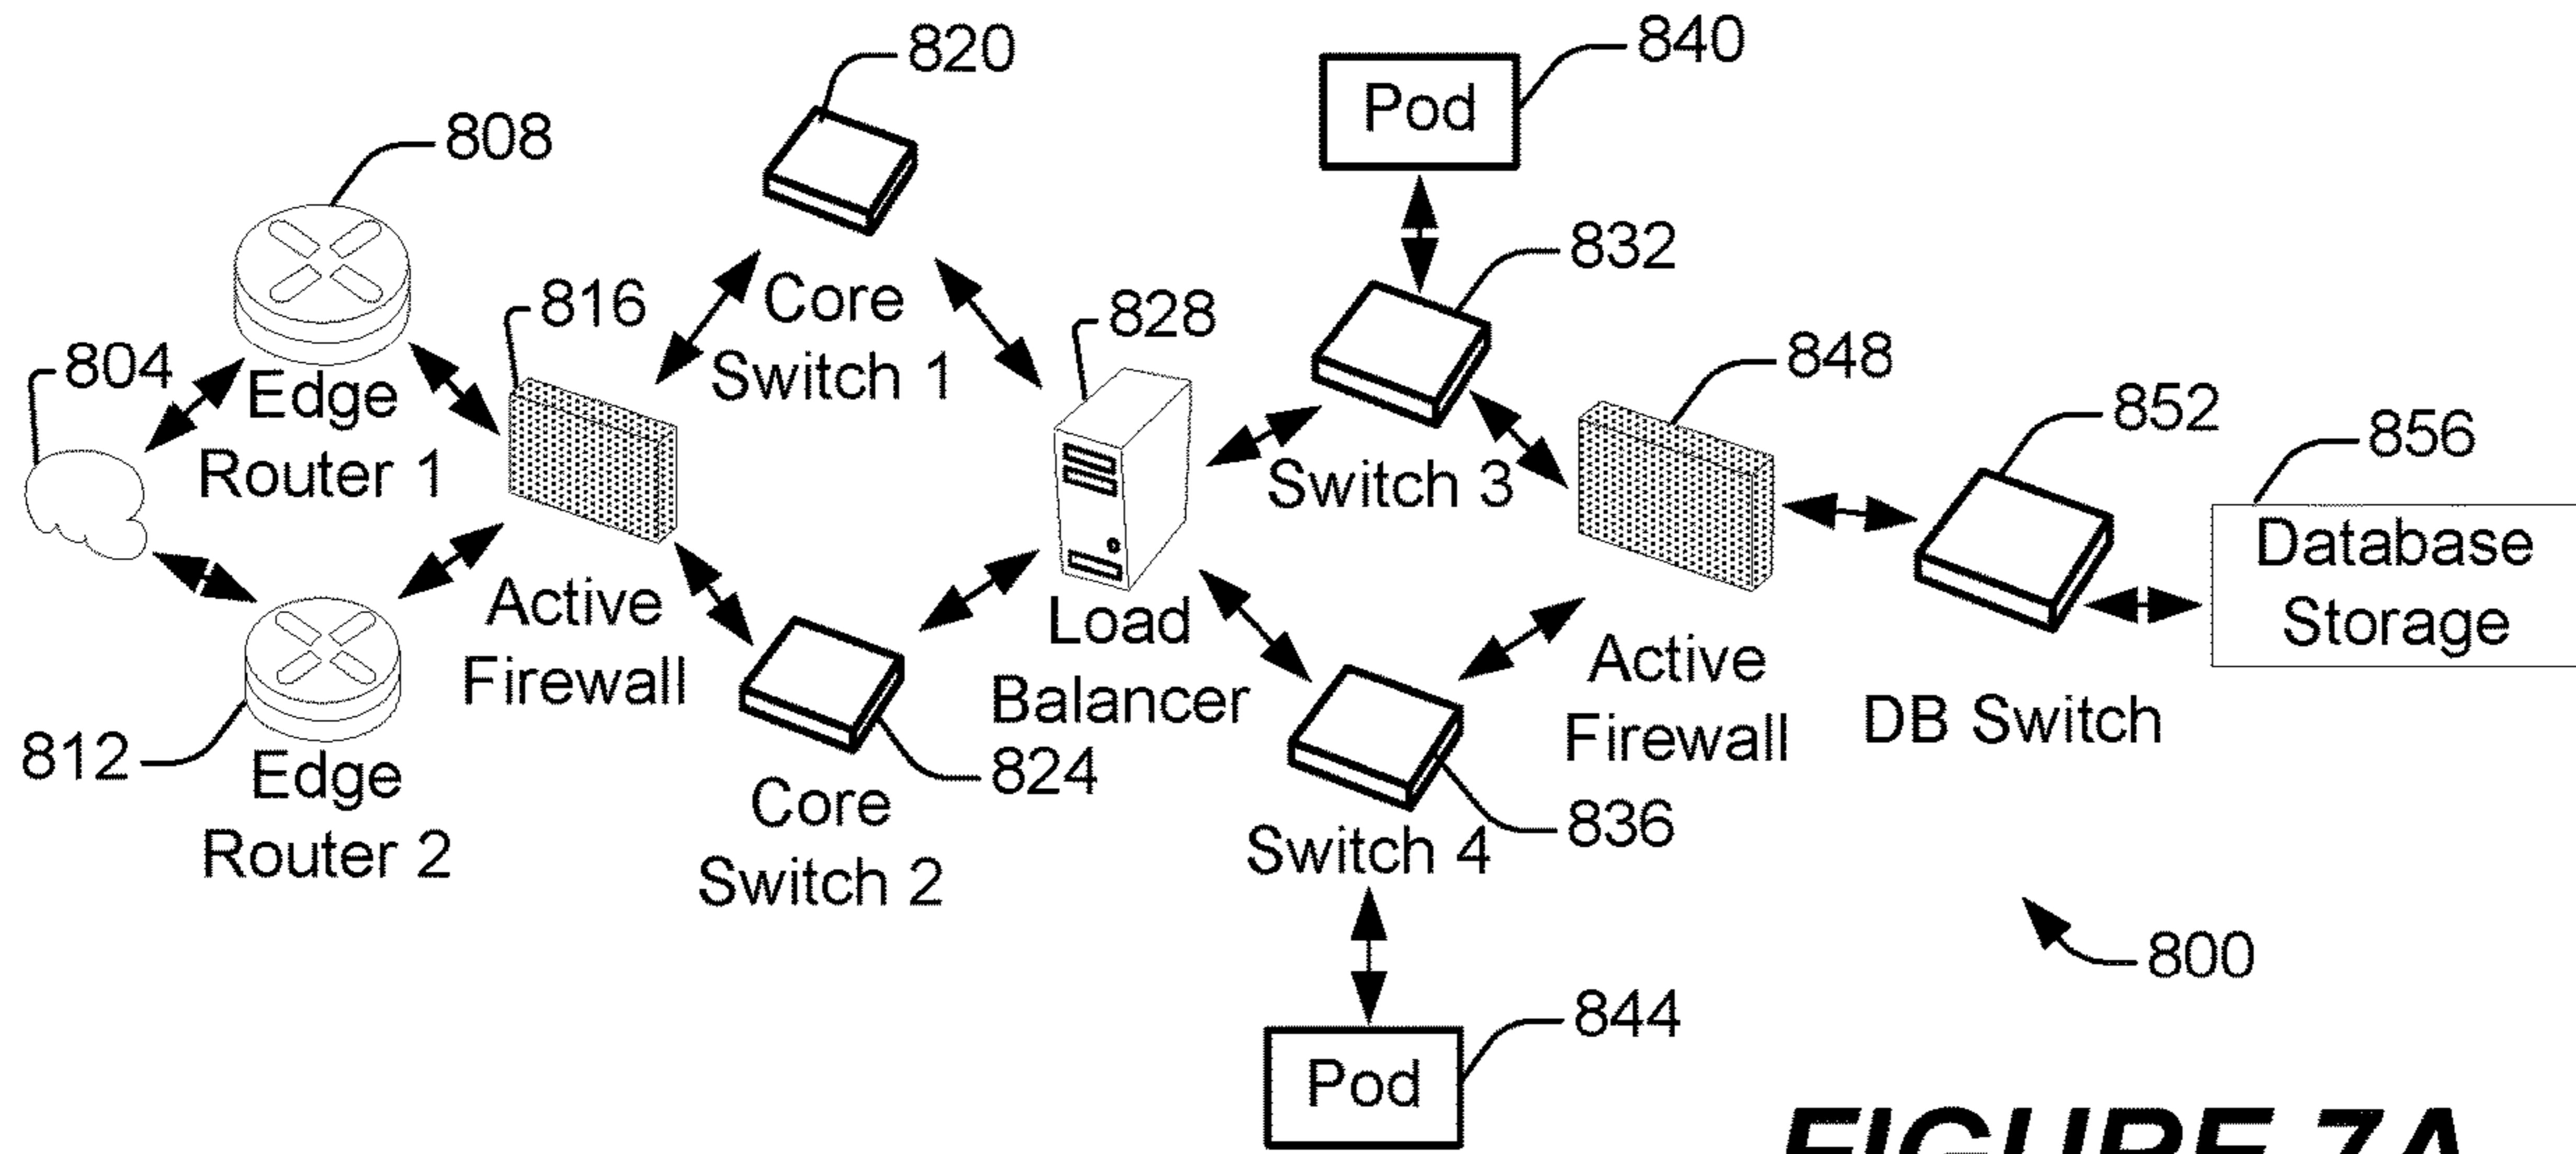 820
840
Pod
808
832
Core
Switch 1
816
828
848
804
Edge
Router 1
Switch 3
852
856
Database
Storage
Active
Firewall
Load
Balancer
Active
Firewall
DB Switch
812
Edge
Router 2
824
Core
Switch 2
836
Switch 4
800
844
Pod
FIGURE 7A